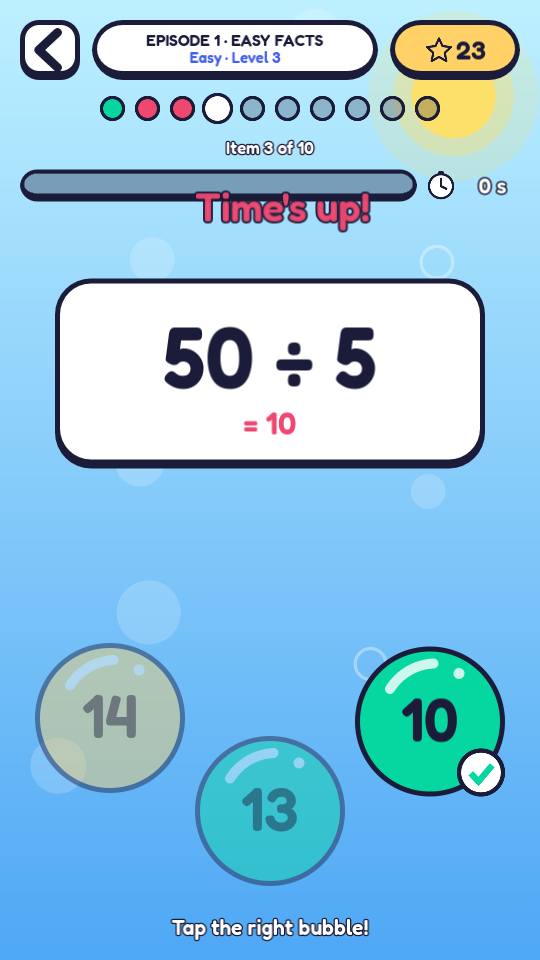 EPISODE 1 · EASY FACTS
Easy · Level 3
23
Item 3 of 10
0 s
Time's up!
50 ÷ 5
= 10
14
10
13
Tap the right bubble!